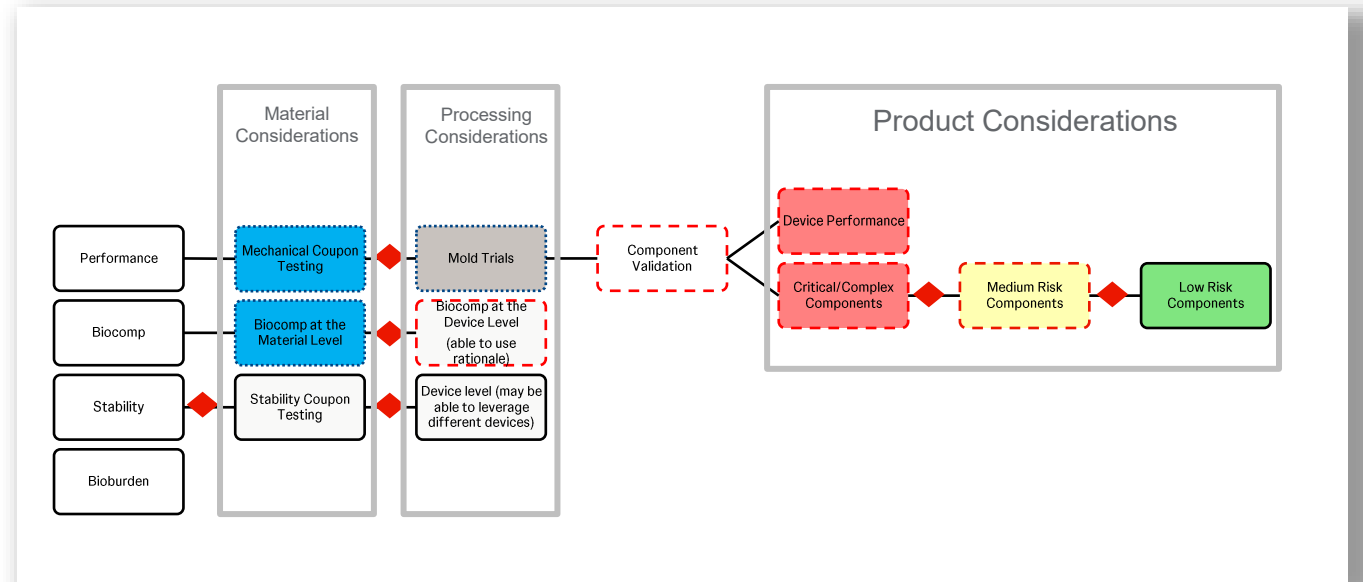 Material
Considerations
Processing
Considerations
Product Considerations
Performance
Mechanical Coupon
Testing
Mold Trials
Component
Validation
Device Performance
Critical/Complex
Components
Medium Risk
Components
Low Risk
Components
Biocomp
Biocomp at the
Material Level
Biocomp at the
Device Level
(able to use
rationale)
Stability
Stability Coupon
Testing
Device level (may be
able to leverage
different devices)
Bioburden